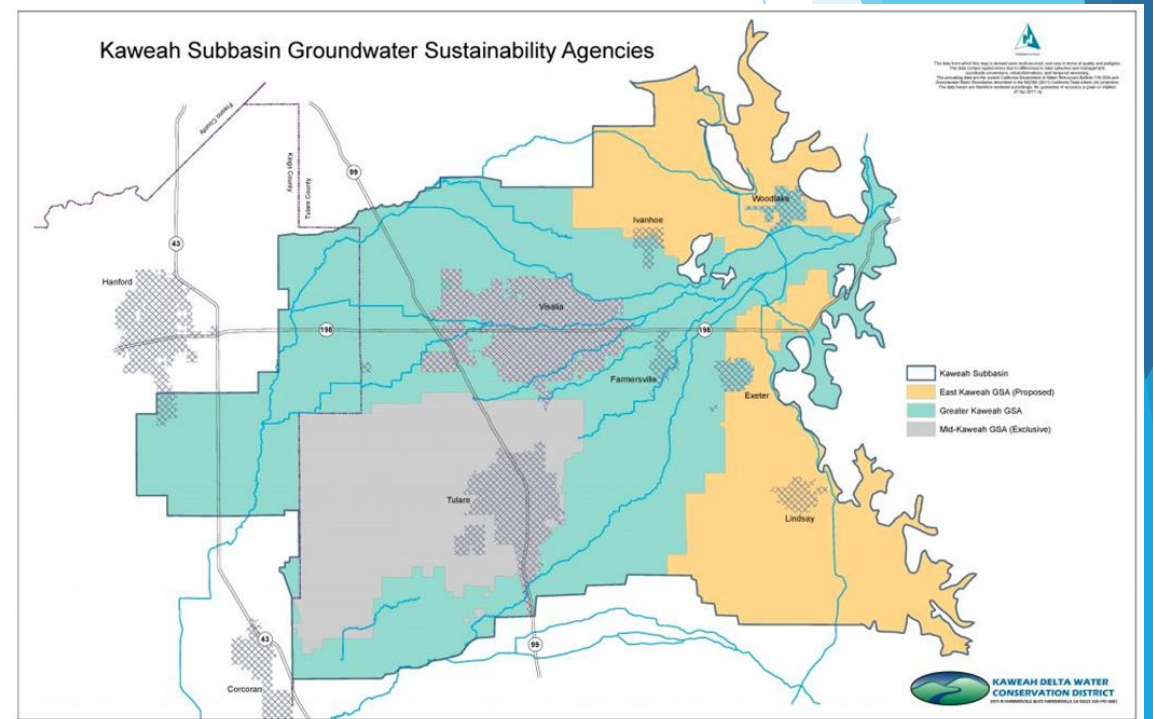 Kaweah Subbasin Groundwater Sustainability Agencies
Fresno County
Kings County
Tulare County
99
43
Hanford
198
Woodlake
Ivanhoe
Visalia
198
Farmersville
Exeter
Kaweah Subbasin
East Kaweah GSA (Proposed)
Greater Kaweah GSA
Mid-Kaweah GSA (Exclusive)
Tulare
Lindsay
43
99
Corcoran
KAWEAH DELTA WATER
CONSERVATION DISTRICT